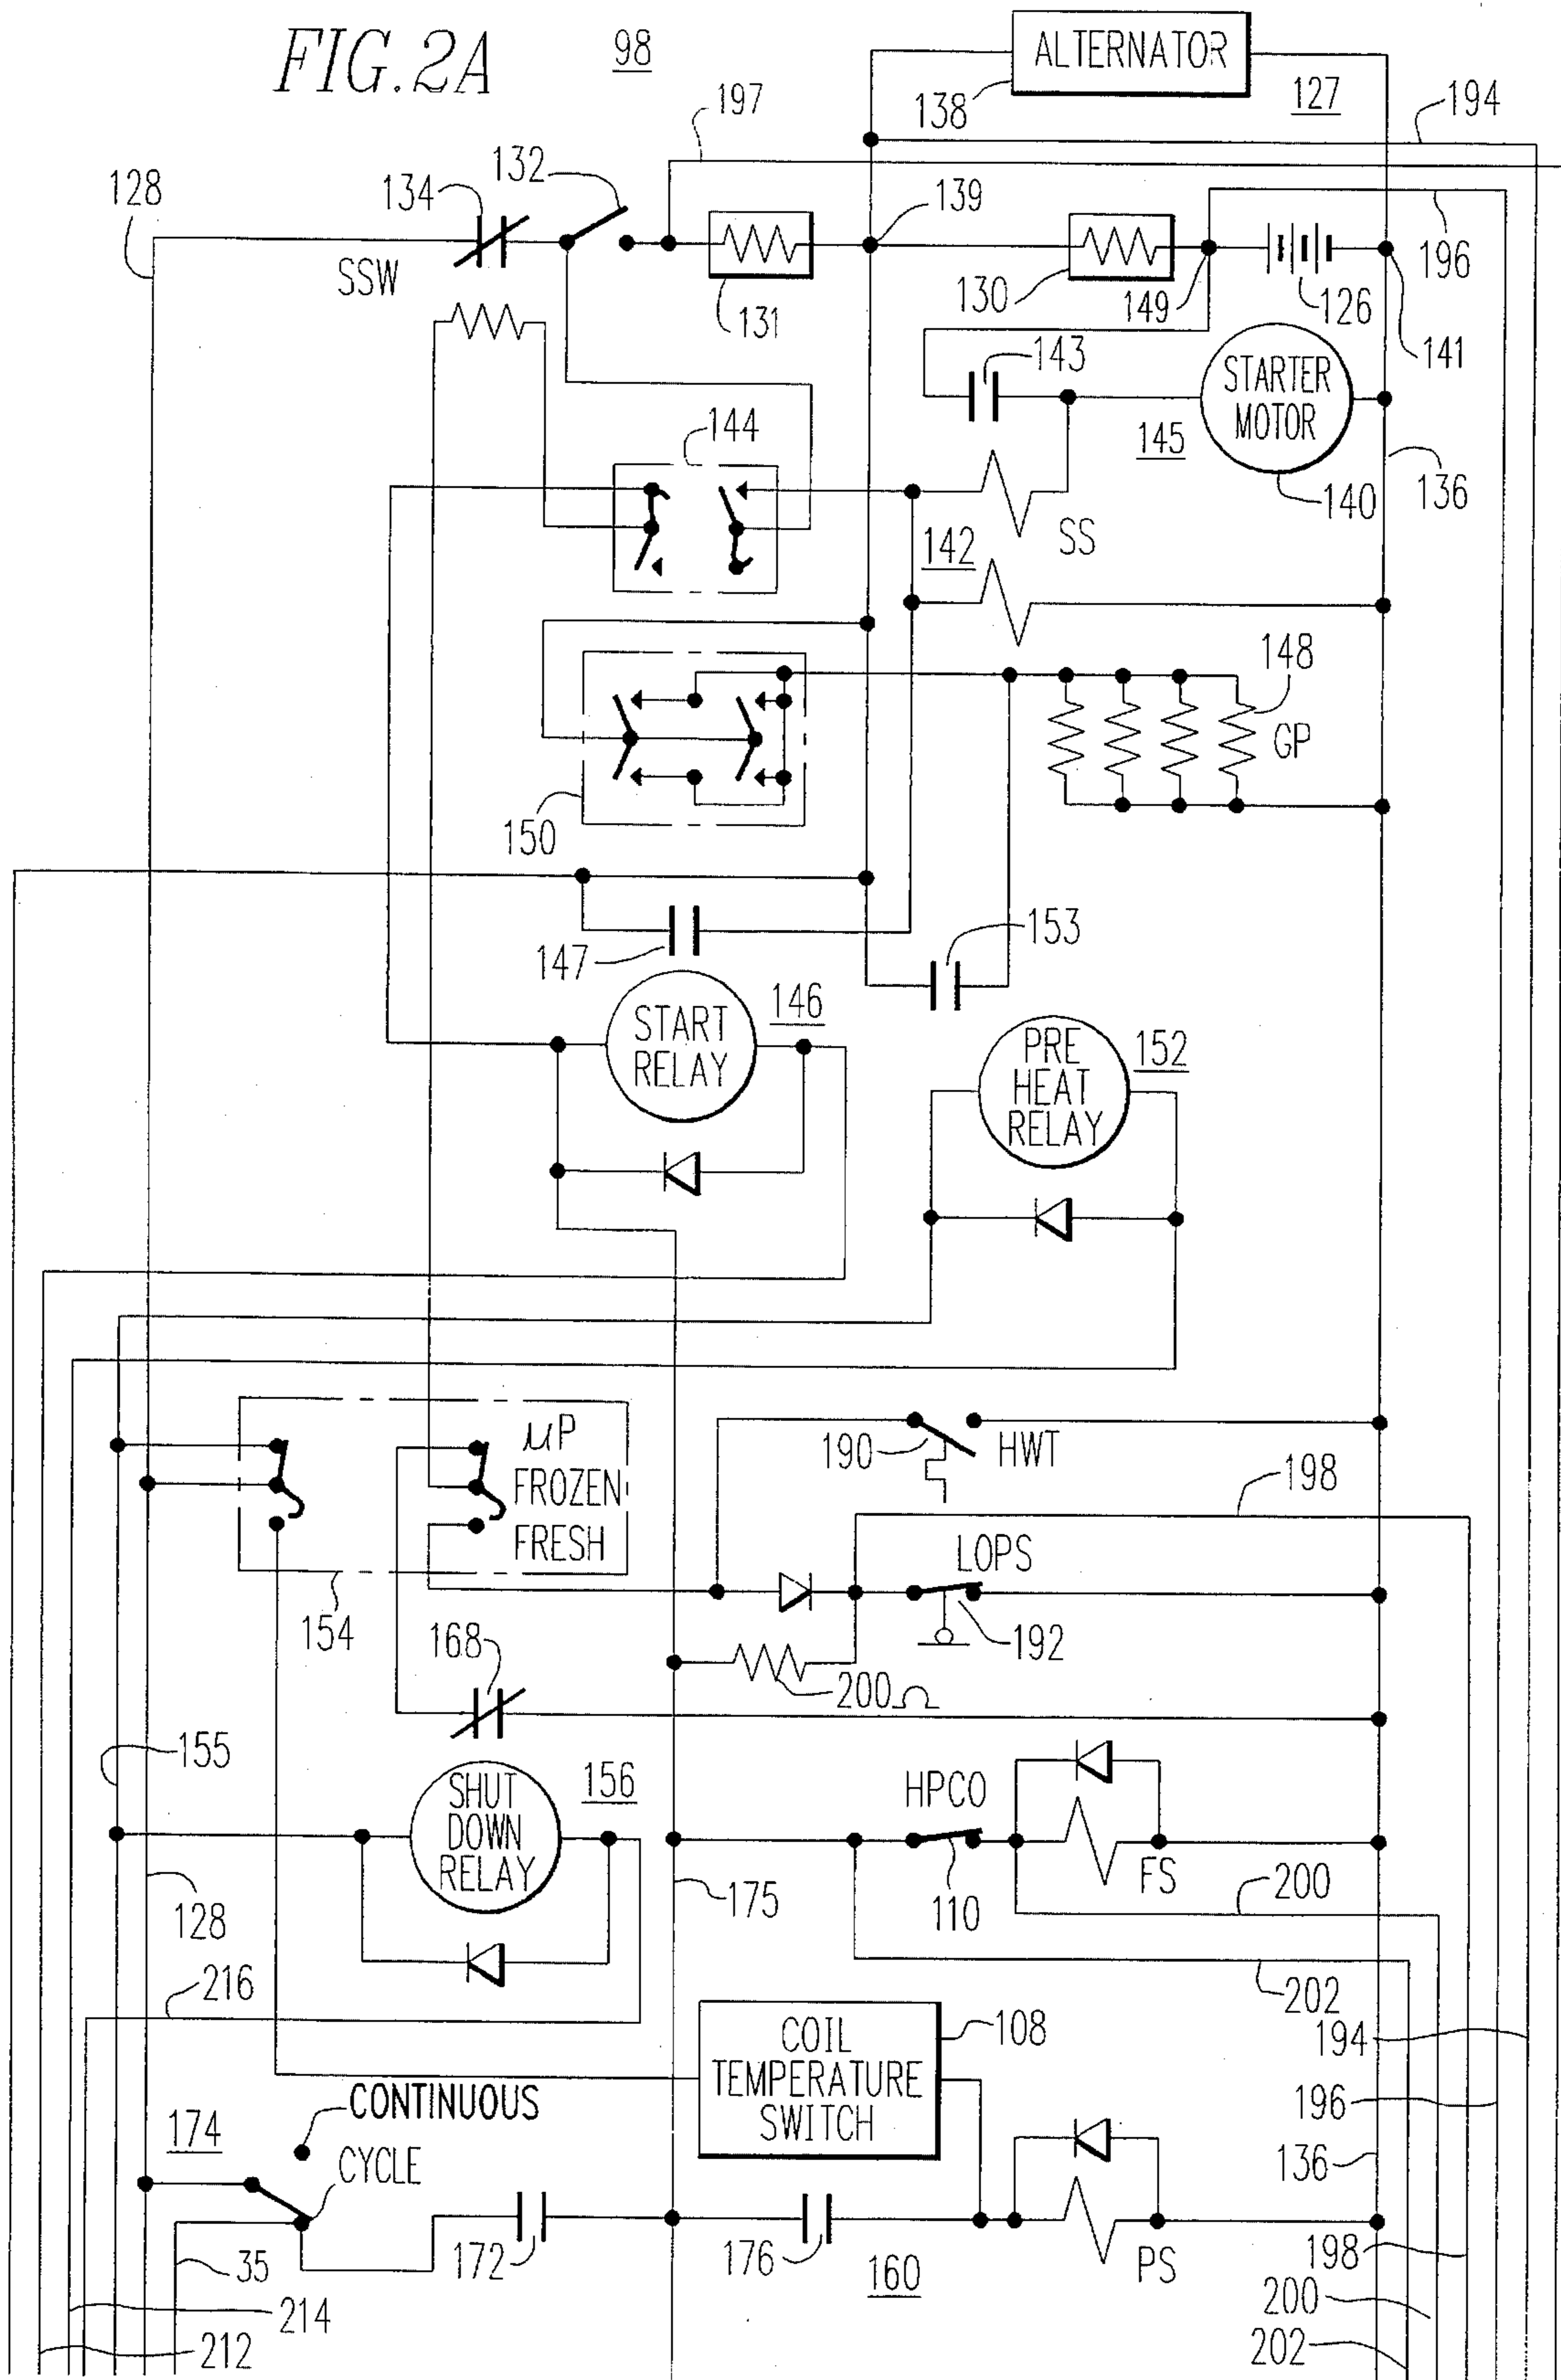 FIG. 2A
98
ALTERNATOR
138
127
194
197
128
134
132
139
196
SSW
131
130
149
126
141
143
STARTER
MOTOR
144
145
140
136
SS
142
148
GP
150
153
147
START
RELAY
146
PRE
HEAT
RELAY
152
µP
FROZEN
FRESH
190
HWT
198
LOPS
154
192
168
200Ω
155
SHUT
DOWN
RELAY
156
HPCO
FS
128
175
110
200
216
202
COIL
TEMPERATURE
SWITCH
108
194
CONTINUOUS
196
174
CYCLE
136
35
172
176
PS
198
160
214
200
212
202